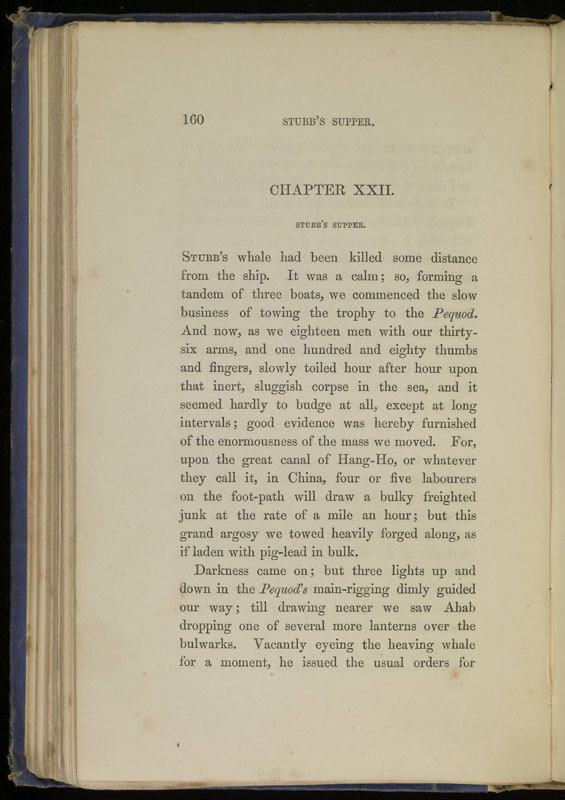 160 STUBB'S SUPPER.
CHAPTER XXII.
STUBB'S SUPPER.
STUBB's whale had been killed some distance
from the ship. It was a calm; so, forming a
tandem of three boats, we commenced the slow
business of towing the trophy to the Pequod.
And now, as we eighteen men with our thirty-
six arms, and one hundred and eighty thumbs
and fingers, slowly toiled hour after hour upon
that inert, sluggish corpse in the sea, and it
seemed hardly to budge at all, except at long
intervals; good evidence was hereby furnished
of the enormousness of the mass we moved. For,
upon the great canal of Hang-Ho, or whatever
they call it, in China, four or five labourers
on the foot-path will draw a bulky freighted
junk at the rate of a mile an hour; but this
grand argosy we towed heavily forged along, as
if laden with pig-lead in bulk.
Darkness came on; but three lights up and
down in the Pequod's main-rigging dimly guided
our way; till drawing nearer we saw Ahab
dropping one of several more lanterns over the
bulwarks. Vacantly eyeing the heaving whale
for a moment, he issued the usual orders for